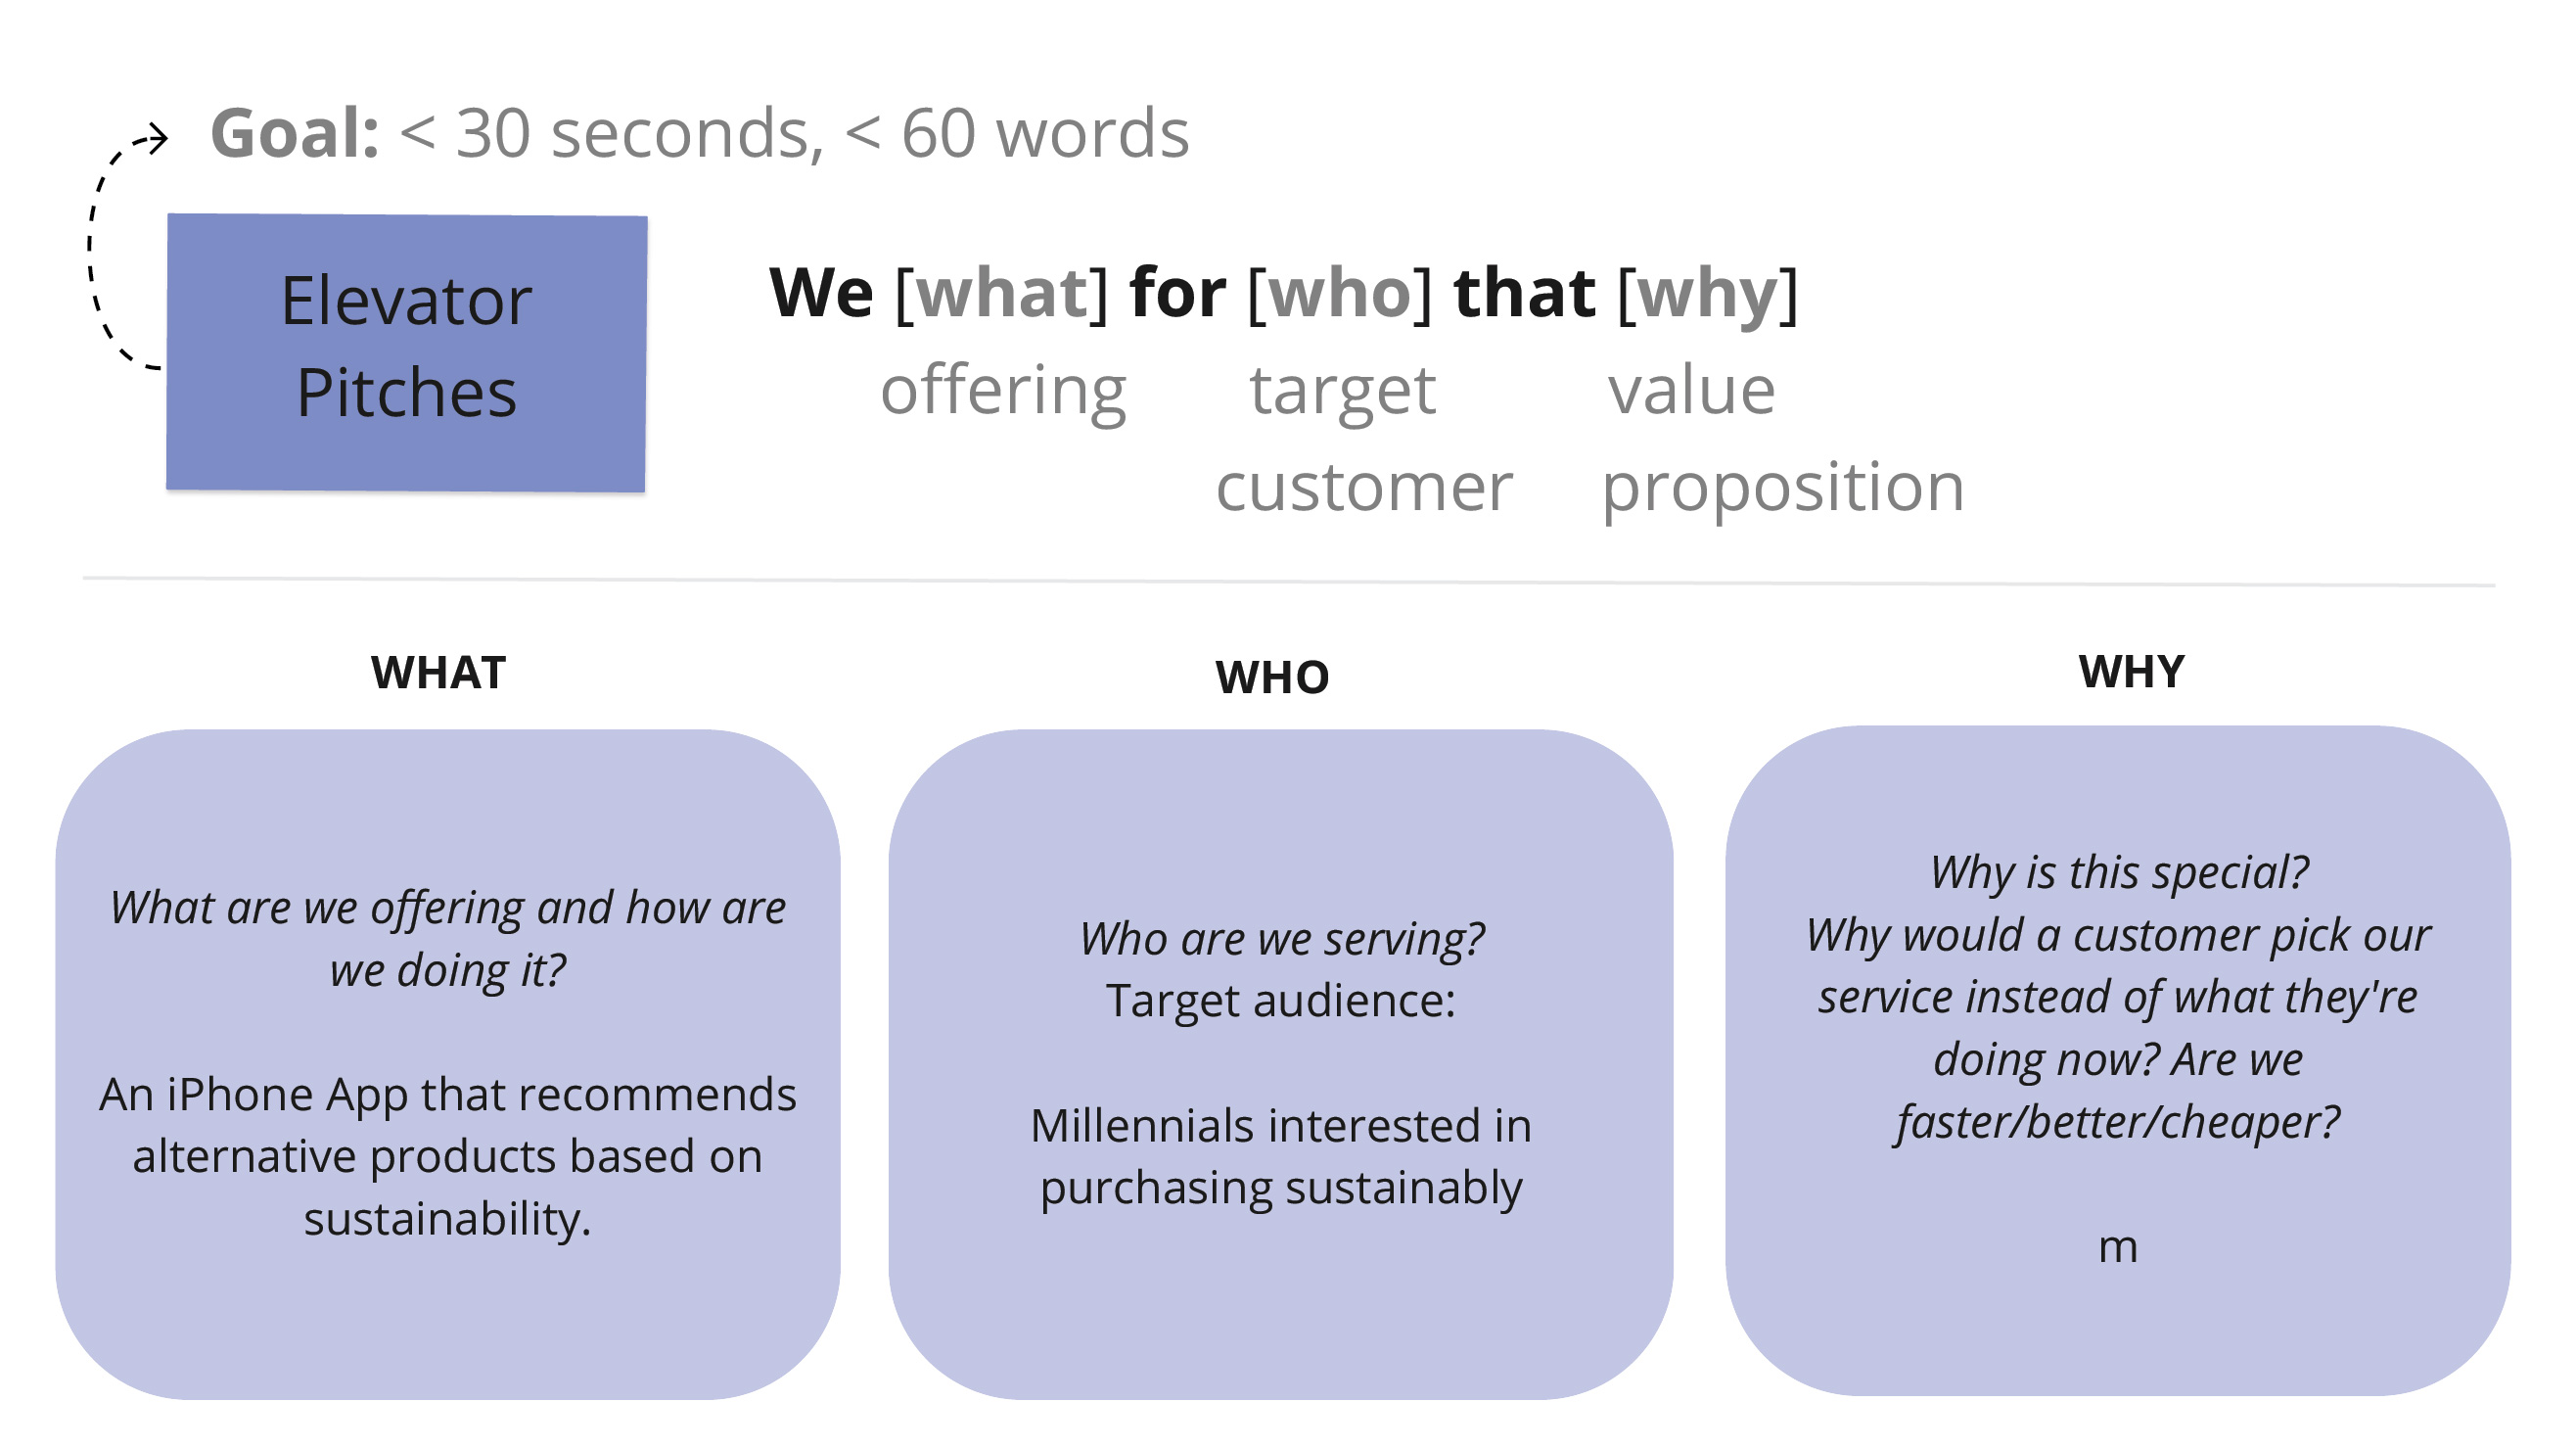 Goal: < 30 seconds, < 60 words
Elevator
Pitches
We [what] for [who] that [why]
offering target value
customer proposition
WHAT
What are we offering and how are
we doing it?
An iPhone App that recommends
alternative products based on
sustainability.
WHO
Who are we serving?
Target audience:
Millennials interested in
purchasing sustainably
WHY
Why is this special?
Why would a customer pick our
service instead of what they're
doing now? Are we
faster/better/cheaper?
m